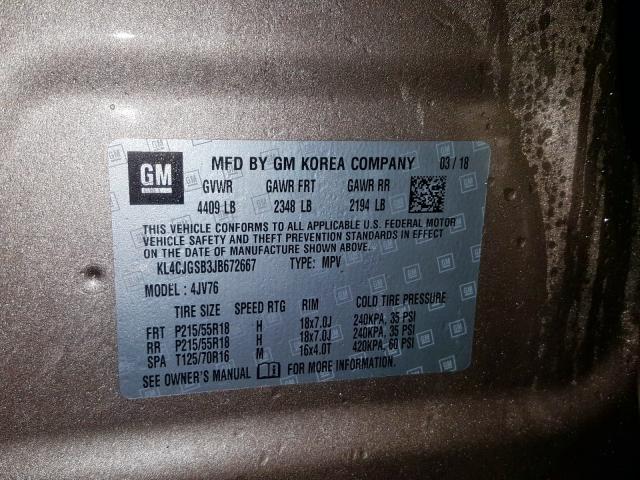 GM MFD BY GM KOREA COMPANY 03/18
GVWR GAWR FRT GAWR RR
4409 LB 2348 LB 2194 LB
THIS VEHICLE CONFORMS TO ALL APPLICABLE U.S. FEDERAL MOTOR
VEHICLE SAFETY AND THEFT PREVENTION STANDARDS IN EFFECT
ON THE DATE OF MANUFACTURE SHOWN ABOVE.
KL4CJGSB3JB672667 TYPE: MPV
MODEL : 4JV76
TIRE SIZE SPEED RTG RIM COLD TIRE PRESSURE
FRT P215/55R18 H 18x7.0J 240KPA, 35 PSI
RR P215/55R18 H 18x7.0J 240KPA, 35 PSI
SPA T125/70R16 M 16x4.0T 420KPA, 60 PSI
SEE OWNER'S MANUAL FOR MORE INFORMATION.